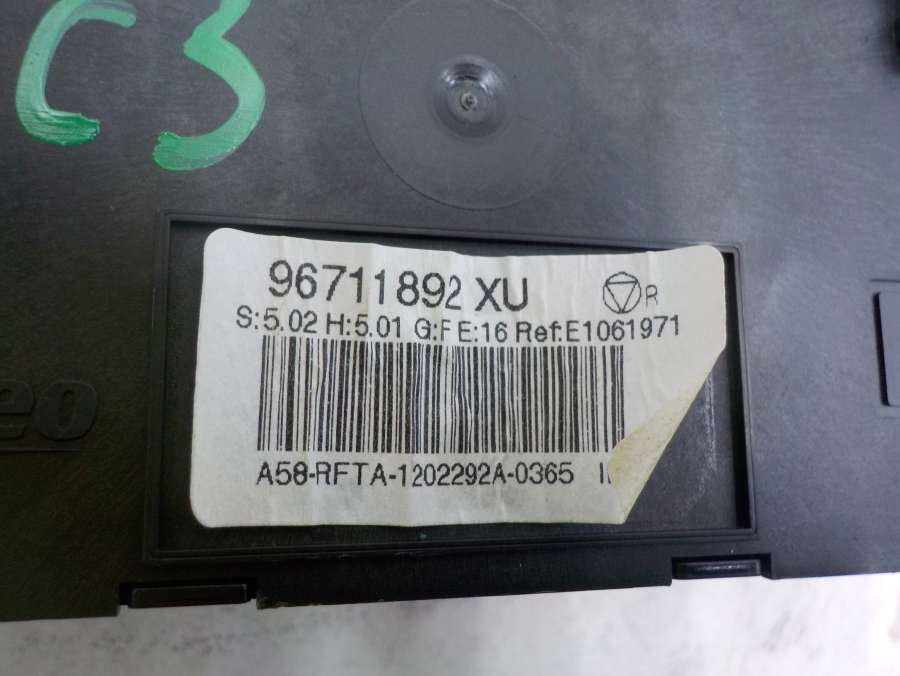 C3
96711892 XU
R
S:5.02 H:5.01 G:F E:16 Ref:E1061971
A58-RFTA-1202292A-0365